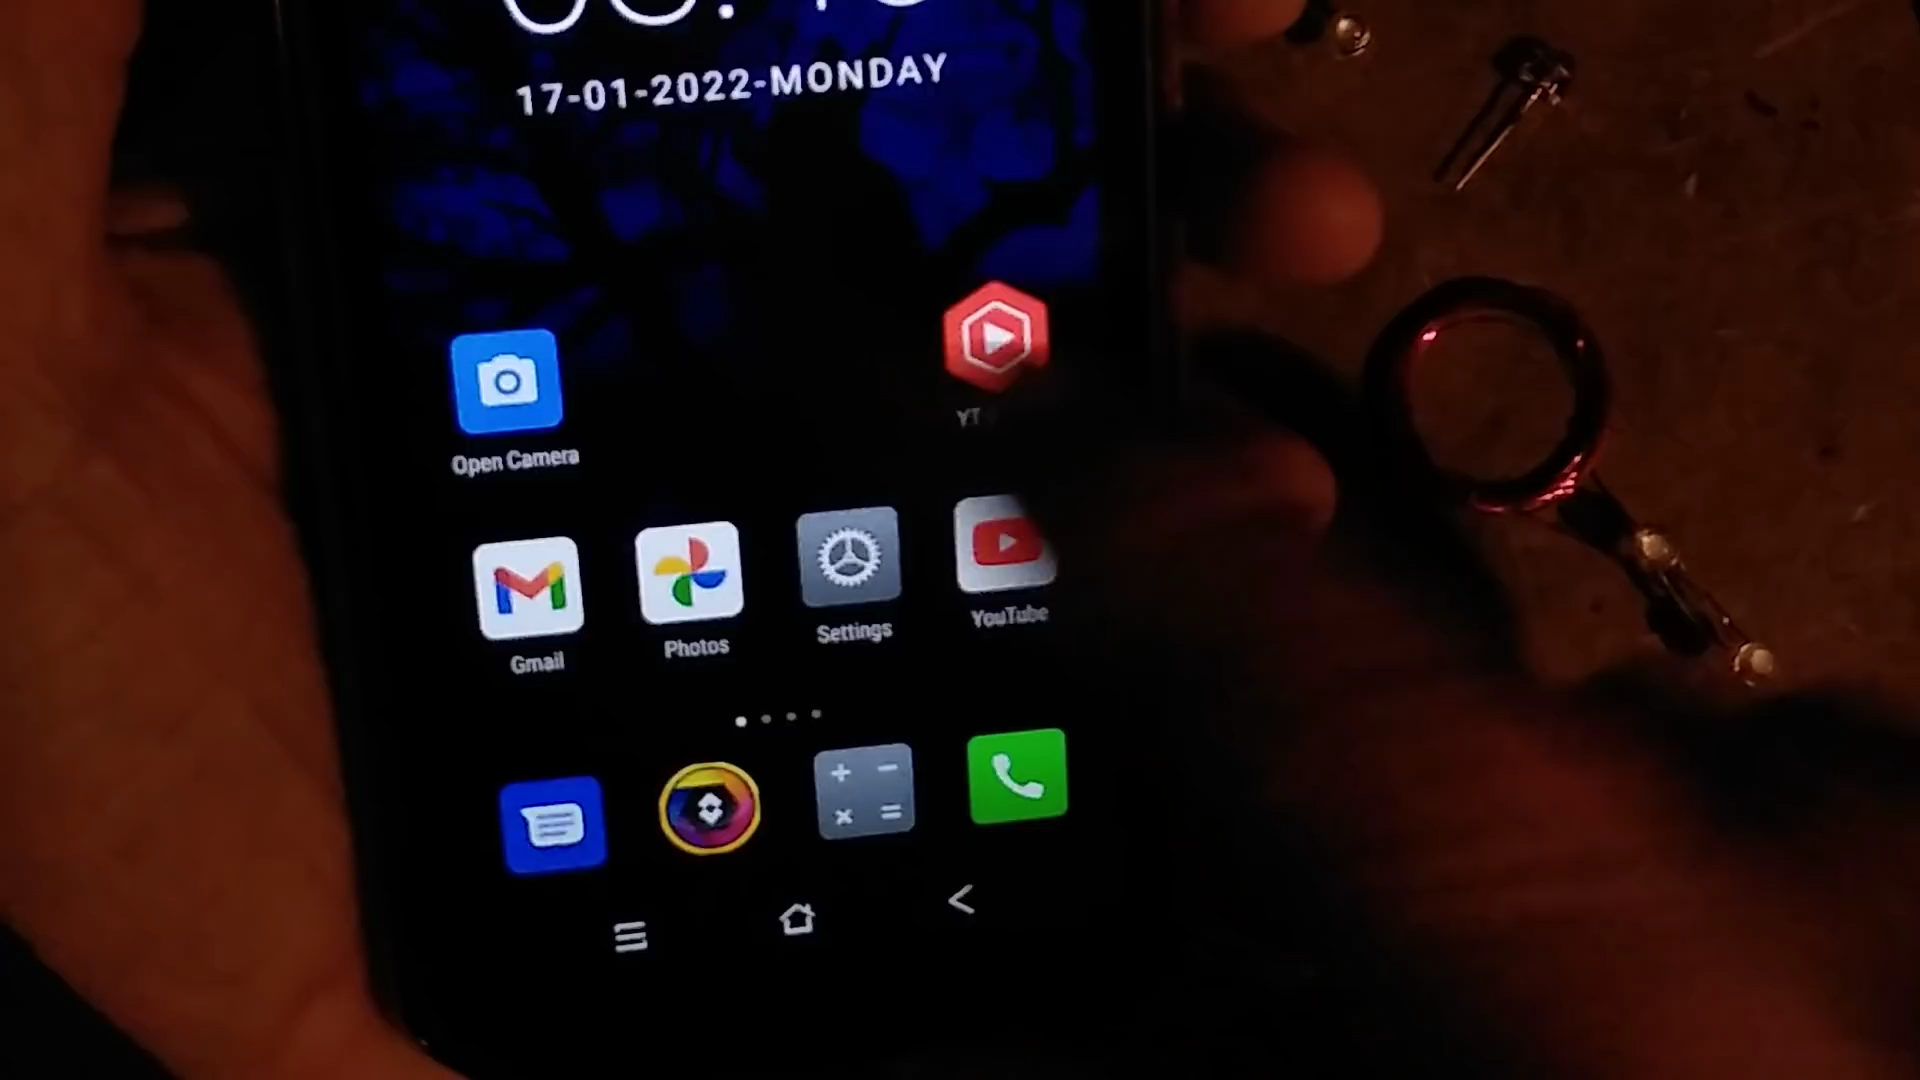 17-01-2022-MONDAY
YT
Open Camera
Gmail
Photos
Settings
YouTube